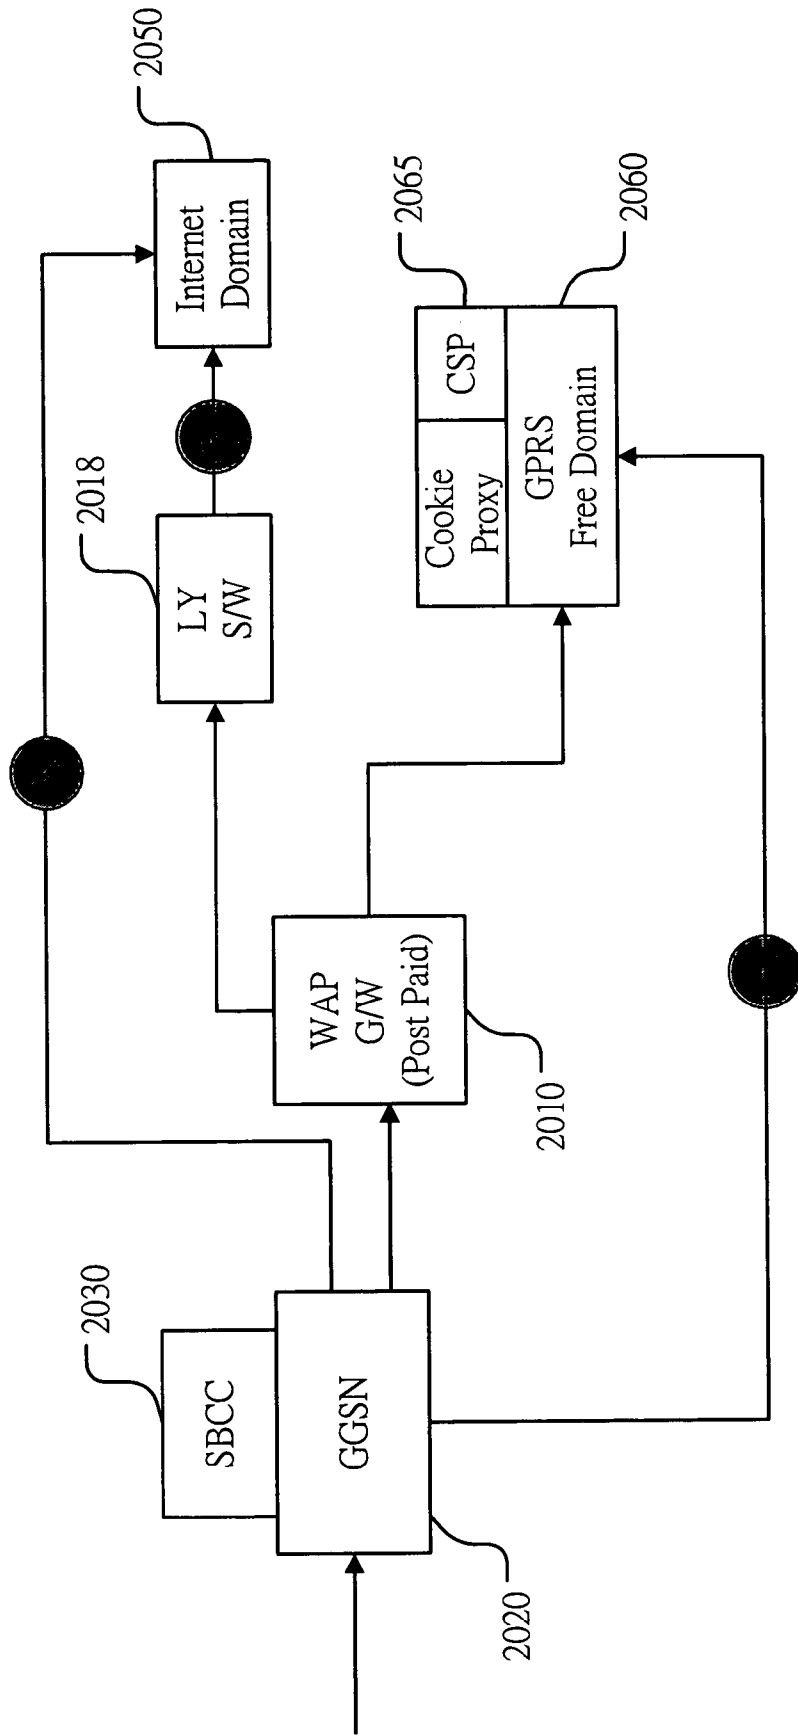 2030
SBCC
GGSN
2020
WAP
G/W
(Post Paid)
2010
LY
S/W
2018
Internet
Domain
2050
Cookie
Proxy
CSP
2065
GPRS
Free Domain
2060